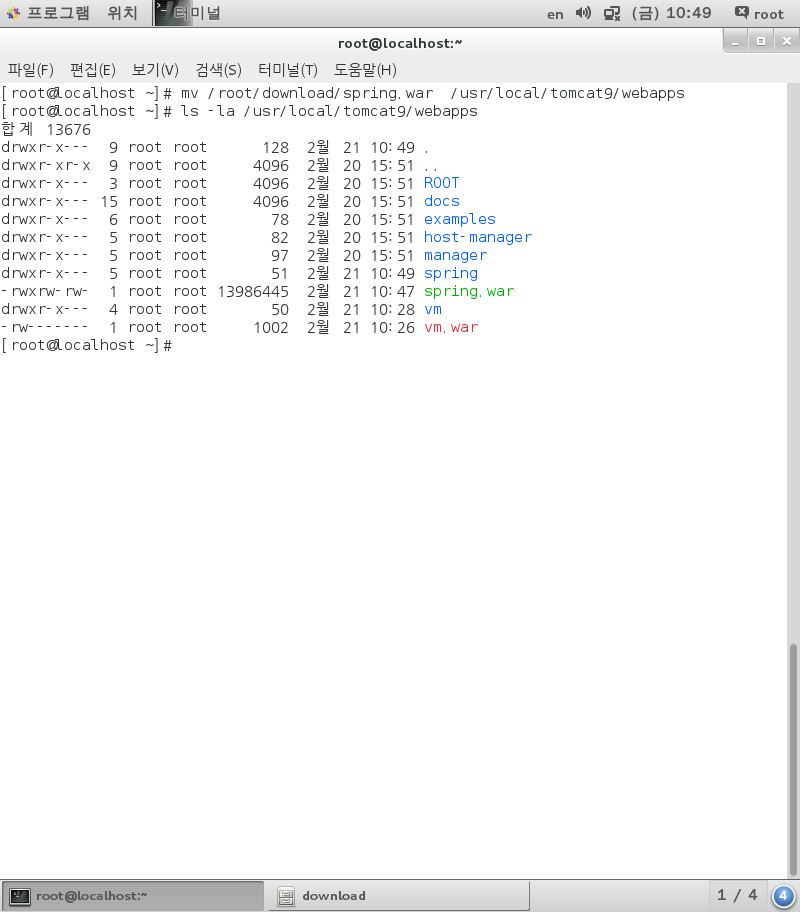 프로그램 위치 터미널 en (금) 10:49 root
root@localhost:~
파일(F) 편집(E) 보기(V) 검색(S) 터미널(T) 도움말(H)
[root@localhost ~]# mv /root/download/spring.war  /usr/local/tomcat9/webapps
[root@localhost ~]# ls -la /usr/local/tomcat9/webapps
합계 13676
drwxr-x---  9 root root      128  2월  21 10:49 .
drwxr-xr-x  9 root root     4096  2월  20 15:51 ..
drwxr-x---  3 root root     4096  2월  20 15:51 ROOT
drwxr-x--- 15 root root     4096  2월  20 15:51 docs
drwxr-x---  6 root root       78  2월  20 15:51 examples
drwxr-x---  5 root root       82  2월  20 15:51 host-manager
drwxr-x---  5 root root       97  2월  20 15:51 manager
drwxr-x---  5 root root       51  2월  21 10:49 spring
-rwxrw-rw-  1 root root 13986445  2월  21 10:47 spring.war
drwxr-x---  4 root root       50  2월  21 10:28 vm
-rw-------  1 root root     1002  2월  21 10:26 vm.war
[root@localhost ~]#
root@localhost:~ download 1 / 4 4